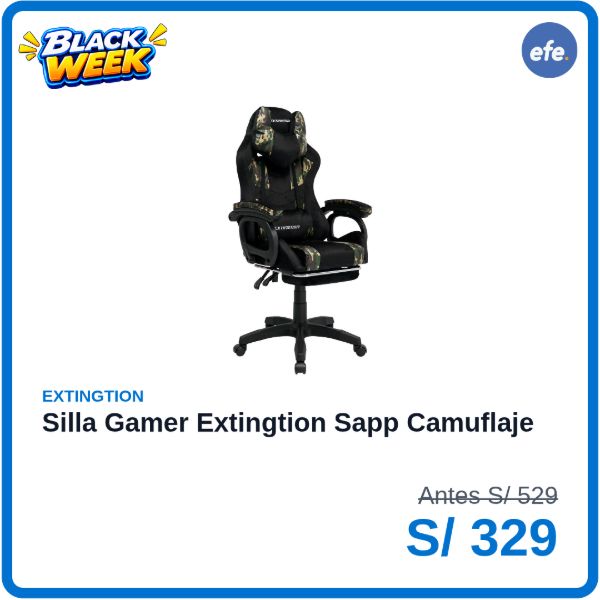 BLACK
WEEK
efe.
EXTINGTION
Silla Gamer Extingtion Sapp Camuflaje
Antes S/ 529
S/ 329